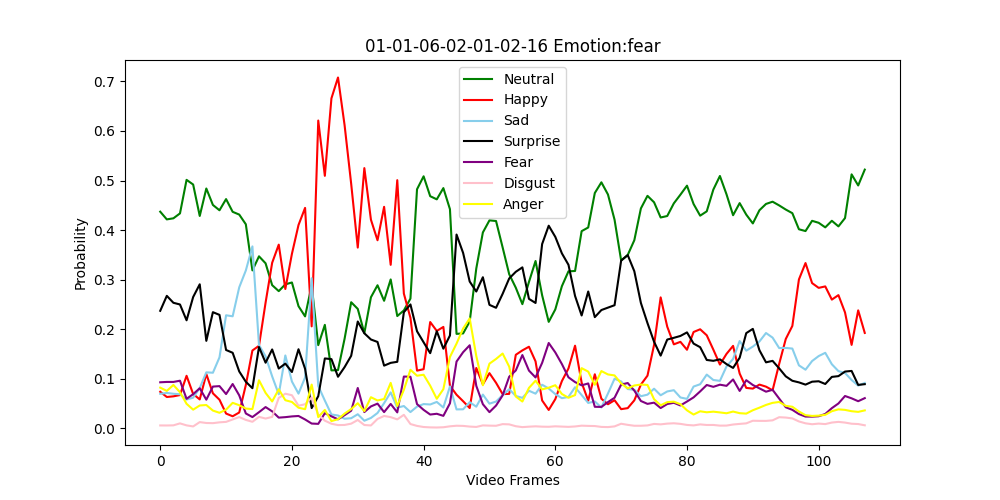 01-01-06-02-01-02-16 Emotion:fear
Neutral
Happy
Sad
Surprise
Fear
Disgust
Anger
Probability
0.7
0.6
0.5
0.4
0.3
0.2
0.1
0.0
0 20 40 60 80 100
Video Frames